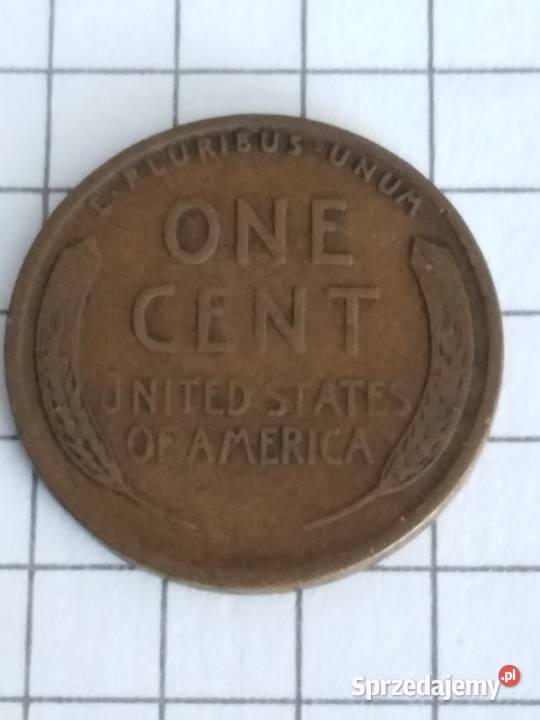 E·PLURIBUS·UNUM
ONE
CENT
UNITED STATES
OF AMERICA
Sprzedajemy.pl